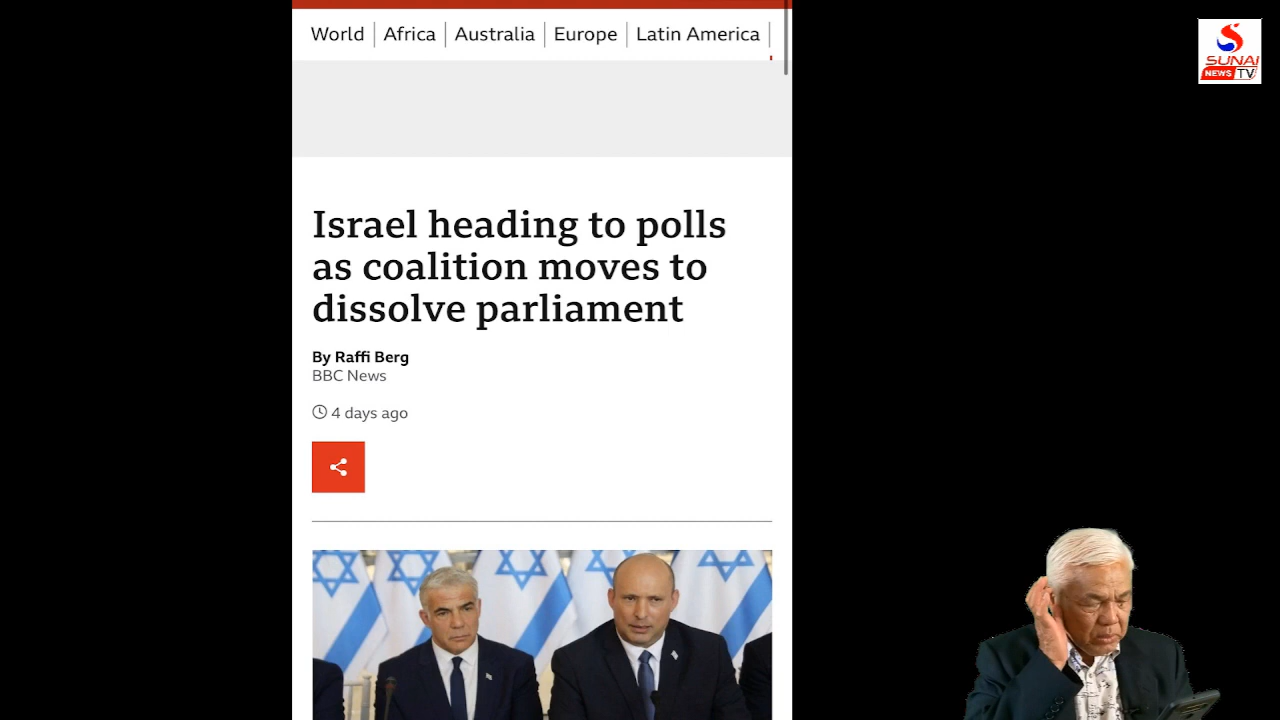 World | Africa | Australia | Europe | Latin America |
Israel heading to polls
as coalition moves to
dissolve parliament
By Raffi Berg
BBC News
4 days ago
SUNAI
NEWS TV